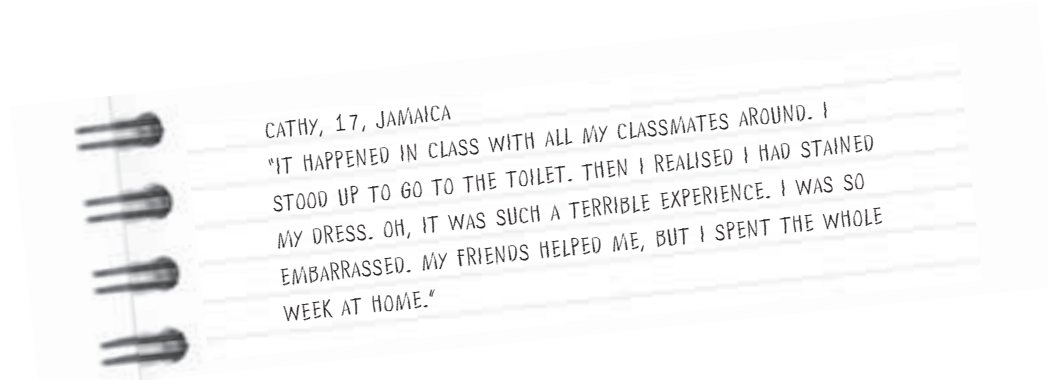 CATHY, 17, JAMAICA
"IT HAPPENED IN CLASS WITH ALL MY CLASSMATES AROUND. I
STOOD UP TO GO TO THE TOILET. THEN I REALISED I HAD STAINED
MY DRESS. OH, IT WAS SUCH A TERRIBLE EXPERIENCE. I WAS SO
EMBARRASSED. MY FRIENDS HELPED ME, BUT I SPENT THE WHOLE
WEEK AT HOME."